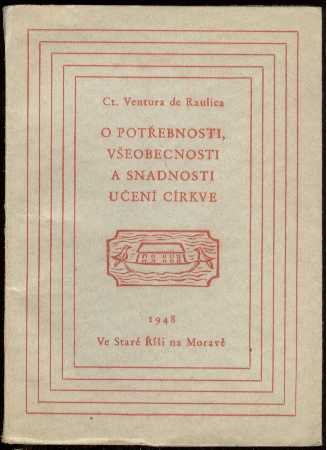 Ct. Ventura de Raulica
O POTŘEBNOSTI,
VŠEOBECNOSTI
A SNADNOSTI
UČENÍ CÍRKVE
1948
Ve Staré Říši na Moravě